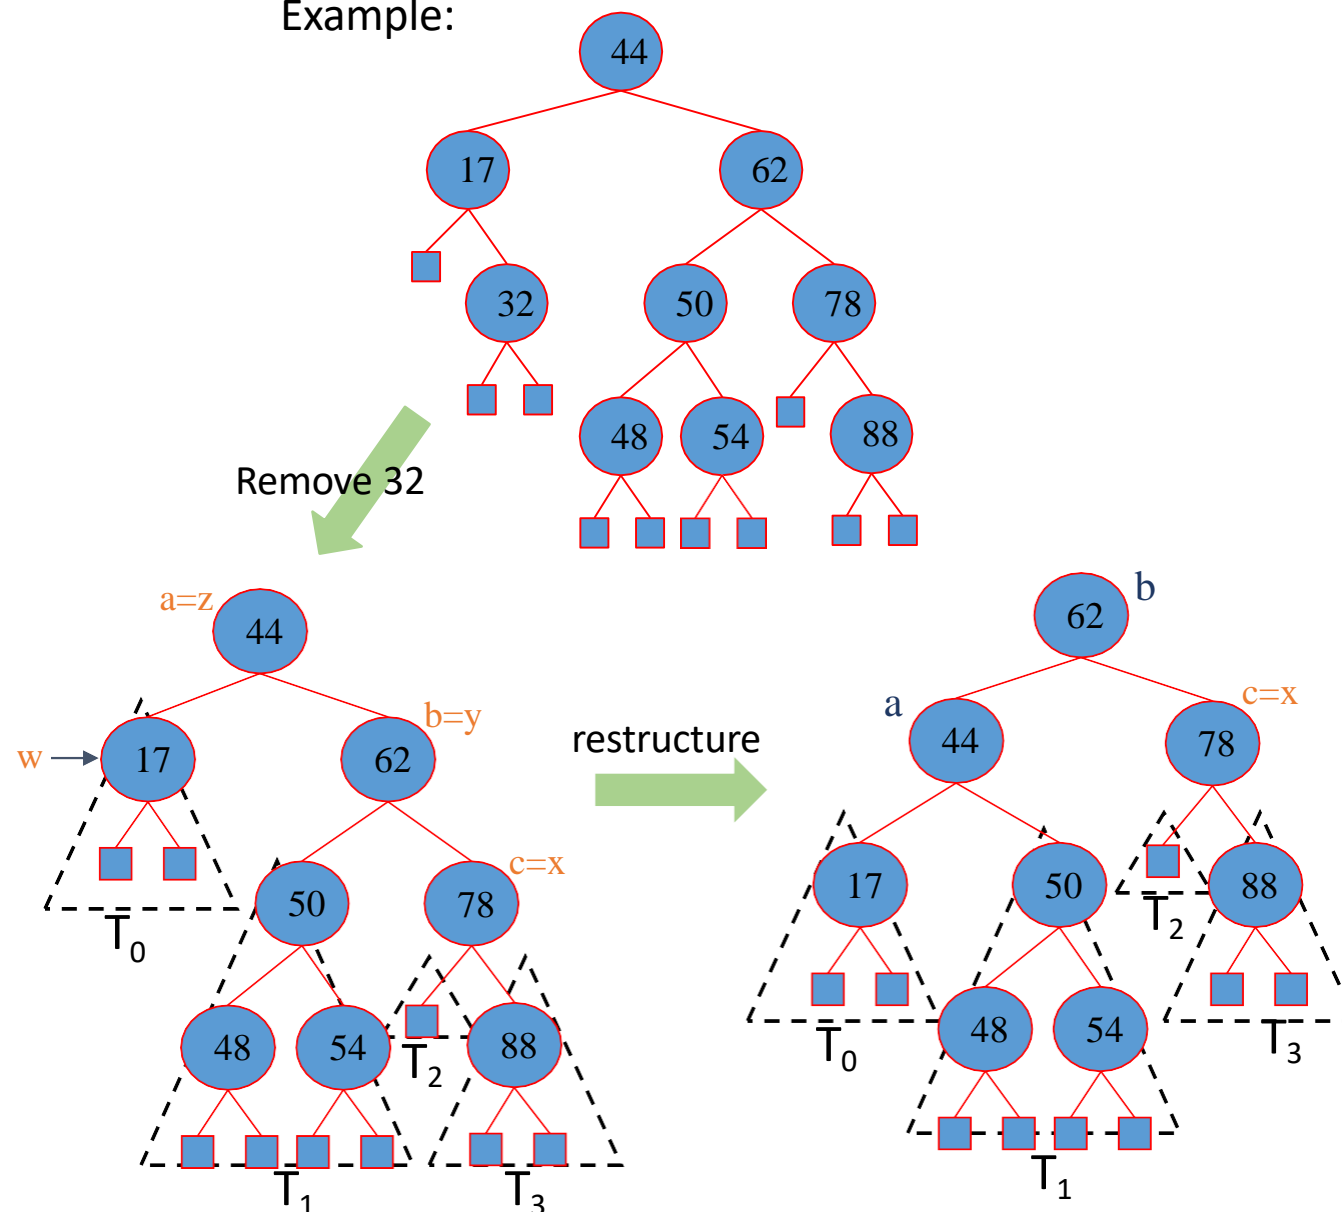 Example:
44
17 62
32 50 78
48 54 88
Remove 32
a=z 44
w 17 b=y 62
50 c=x 78
T0
48 54 T2 88
T1 T3
restructure
62 b
a 44 c=x 78
17 50 T2 88
T0 48 54 T3
T1